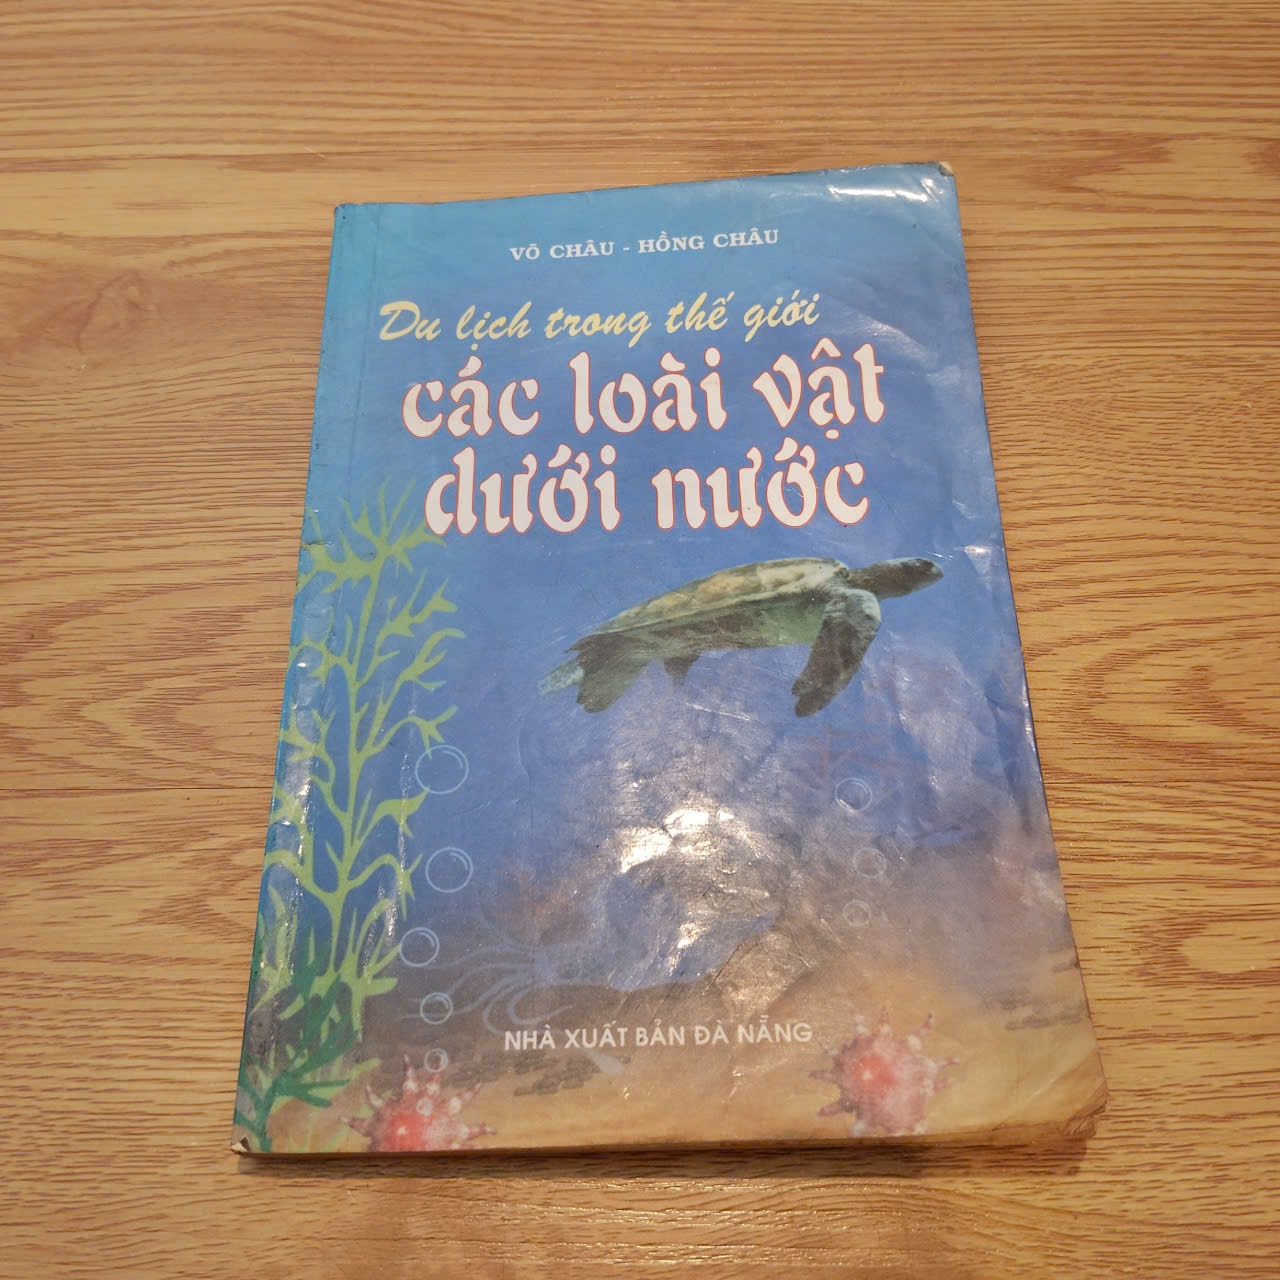 VÕ CHÂU - HỒNG CHÂU
Du lịch trong thế giới
các loài vật
dưới nước
NHÀ XUẤT BẢN ĐÀ NẴNG